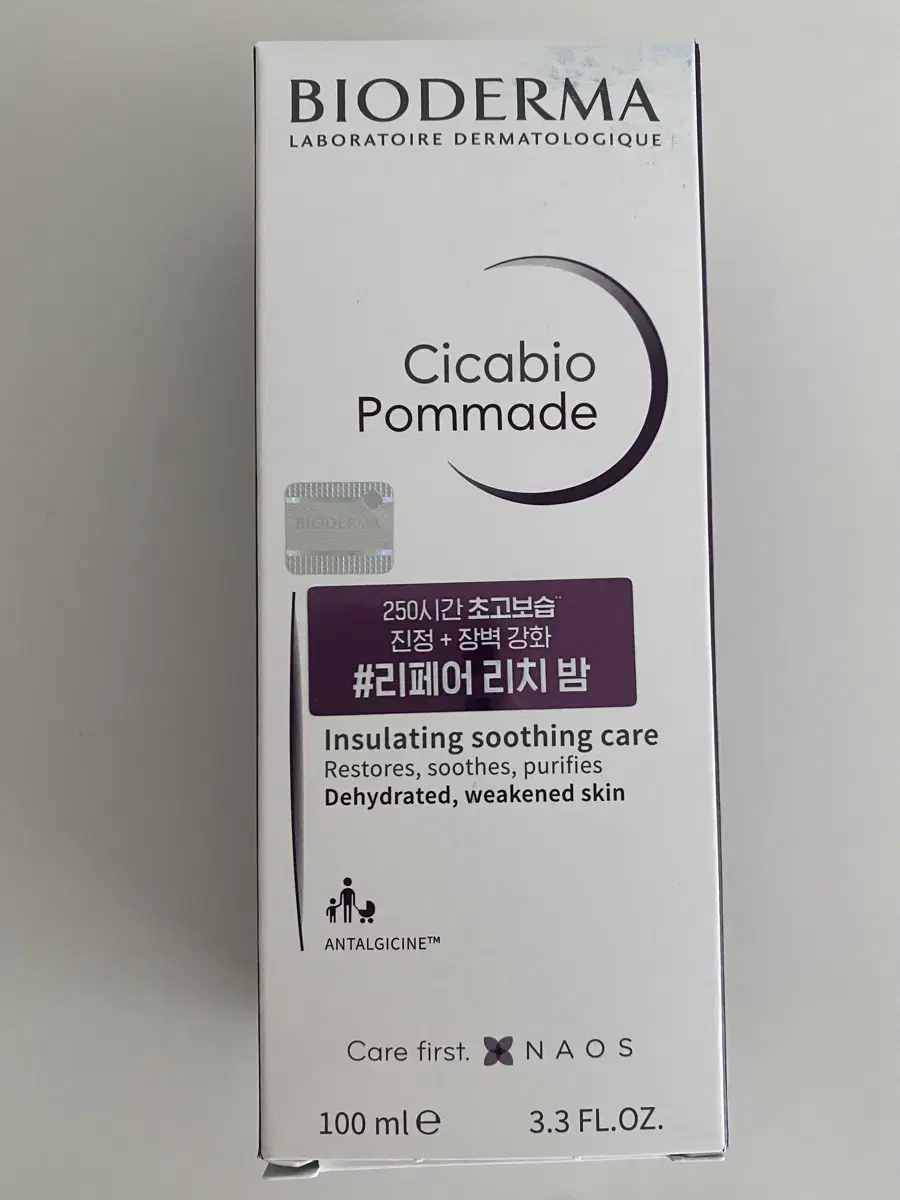 BIODERMA
LABORATOIRE DERMATOLOGIQUE
Cicabio
Pommade
BIODERMA
250시간 초고보습
진정 + 장벽 강화
#리페어 리치 밤
Insulating soothing care
Restores, soothes, purifies
Dehydrated, weakened skin
ANTALGICINE™
Care first. NAOS
100 ml ℮ 3.3 FL.OZ.